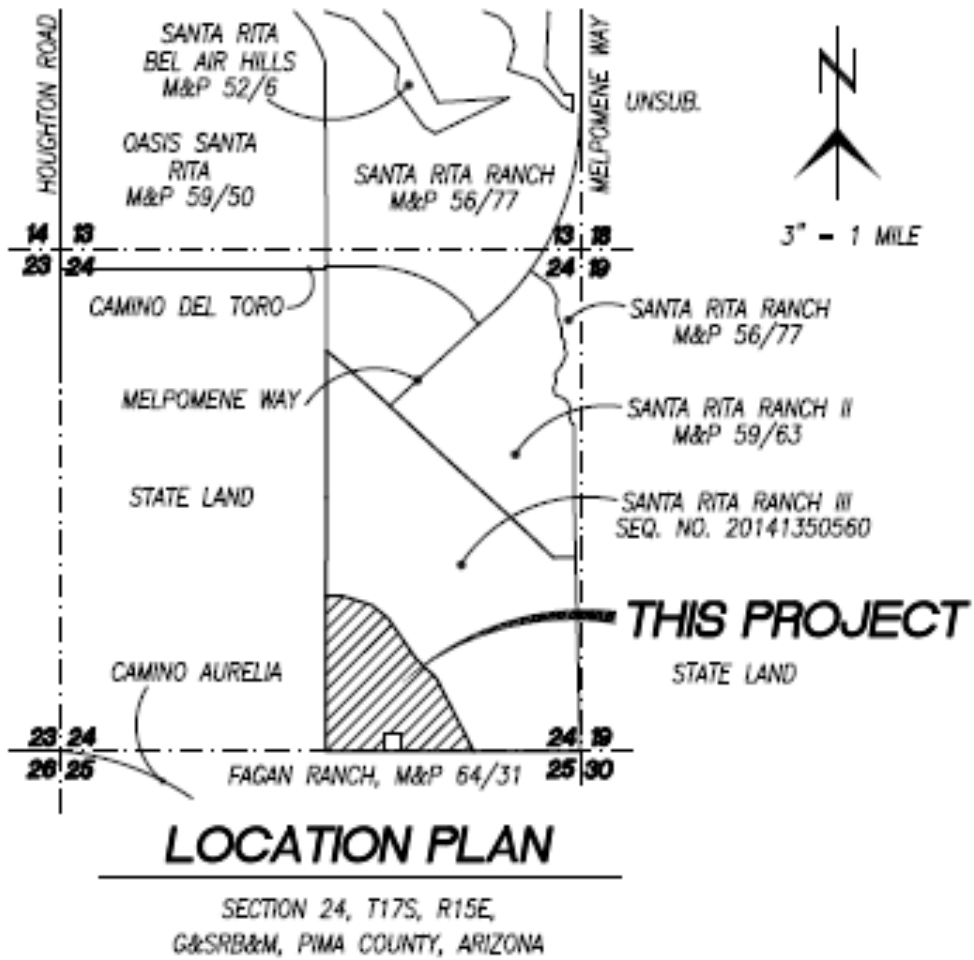 HOUGHTON ROAD
SANTA RITA
BEL AIR HILLS
M&P 52/6
MELPOMENE WAY
UNSUB.
N
OASIS SANTA
RITA
M&P 59/50
SANTA RITA RANCH
M&P 56/77
3" = 1 MILE
14 13
23 24
13 18
24 19
CAMINO DEL TORO
SANTA RITA RANCH
M&P 56/77
MELPOMENE WAY
SANTA RITA RANCH II
M&P 59/63
STATE LAND
SANTA RITA RANCH III
SEQ. NO. 20141350560
THIS PROJECT
CAMINO AURELIA
STATE LAND
23 24
26 25
24 19
25 30
FAGAN RANCH, M&P 64/31
LOCATION PLAN
SECTION 24, T17S, R15E,
G&SRB&M, PIMA COUNTY, ARIZONA